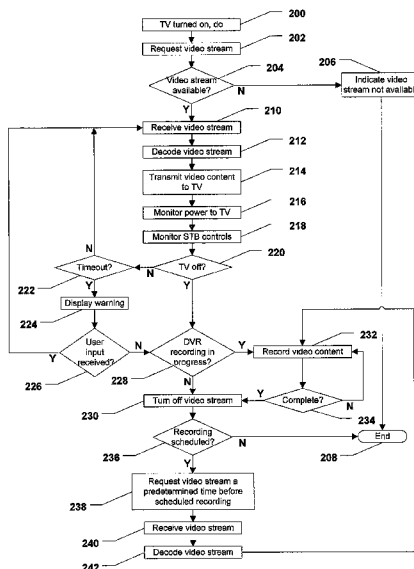 TV turned on, do
200
Request video stream
202
Video stream
available?
204
206
Indicate video
stream not available
N
Y
210
Receive video stream
212
Decode video stream
214
Transmit video content
to TV
216
Monitor power to TV
218
Monitor STB controls
220
N
Timeout?
N
TV off?
222
Y
Y
224
Display warning
232
User
input
received?
Y
N
DVR
recording in
progress?
Y
Record video content
226
228
N
230
Turn off video stream
Y
Complete?
N
234
Recording
scheduled?
N
236
End
Y
208
Request video stream a
predetermined time before
scheduled recording
238
Receive video stream
240
Decode video stream
242